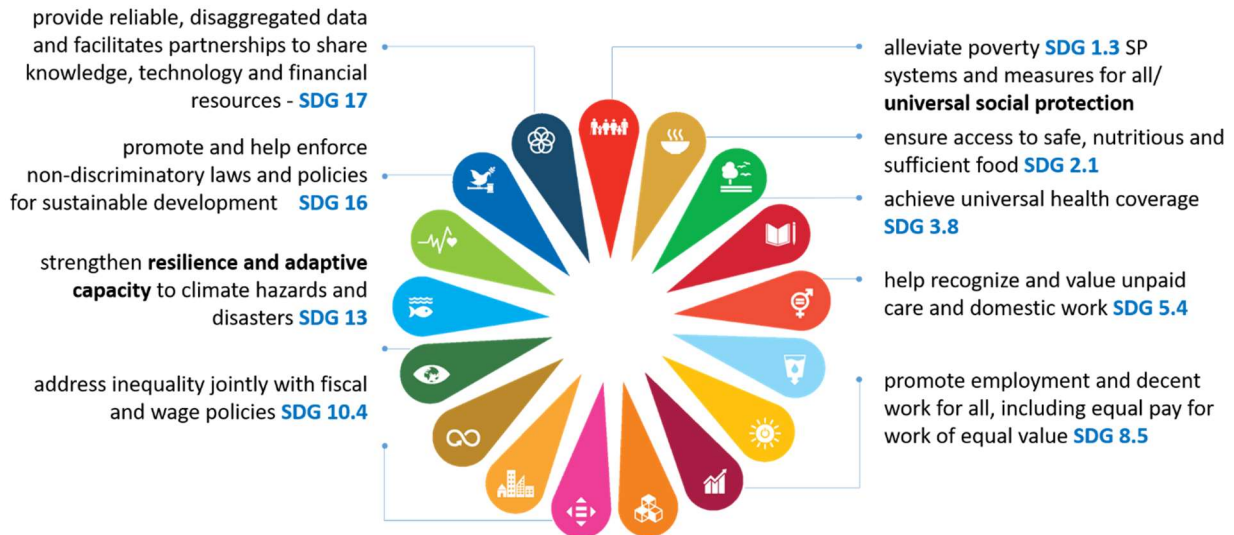 provide reliable, disaggregated data
and facilitates partnerships to share
knowledge, technology and financial
resources - SDG 17
promote and help enforce
non-discriminatory laws and policies
for sustainable development SDG 16
strengthen resilience and adaptive
capacity to climate hazards and
disasters SDG 13
address inequality jointly with fiscal
and wage policies SDG 10.4
alleviate poverty SDG 1.3 SP
systems and measures for all/
universal social protection
ensure access to safe, nutritious and
sufficient food SDG 2.1
achieve universal health coverage
SDG 3.8
help recognize and value unpaid
care and domestic work SDG 5.4
promote employment and decent
work for all, including equal pay for
work of equal value SDG 8.5